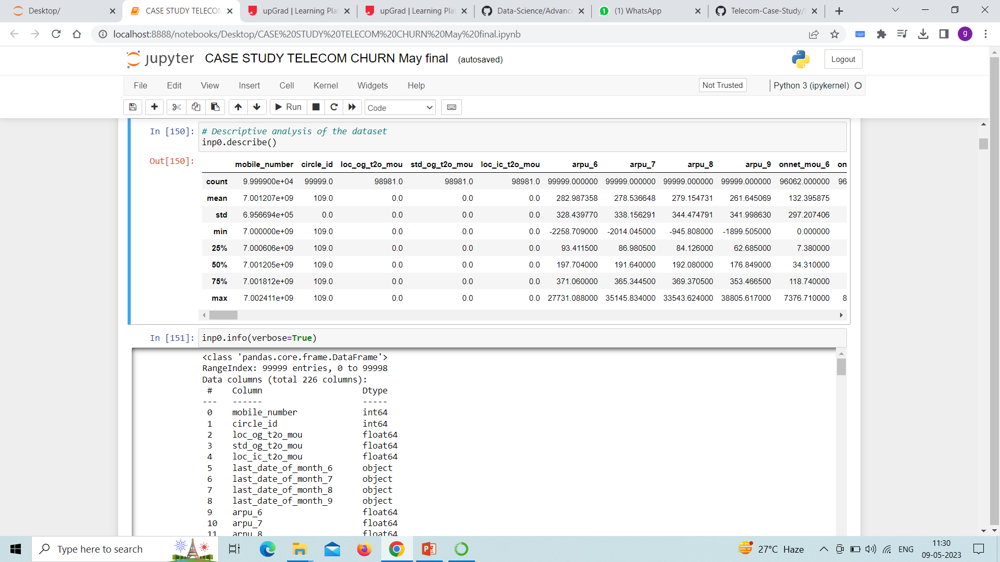 Desktop/
CASE STUDY TELECOM
upGrad | Learning Pla
upGrad | Learning Pla
Data-Science/Advance
1 (1) WhatsApp
Telecom-Case-Study/
localhost:8888/notebooks/Desktop/CASE%20STUDY%20TELECOM%20CHURN%20May%20final.ipynb
g
jupyter CASE STUDY TELECOM CHURN May final (autosaved)
Logout
File Edit View Insert Cell Kernel Widgets Help
Not Trusted
Python 3 (ipykernel)
Run
Code
In [150]: # Descriptive analysis of the dataset
inp0.describe()
Out[150]:
mobile_number circle_id loc_og_t2o_mou std_og_t2o_mou loc_ic_t2o_mou arpu_6 arpu_7 arpu_8 arpu_9 onnet_mou_6 on
count 9.999900e+04 99999.0 98981.0 98981.0 98981.0 99999.000000 99999.000000 99999.000000 99999.000000 96062.000000 96
mean 7.001207e+09 109.0 0.0 0.0 0.0 282.987358 278.536648 279.154731 261.645069 132.395875
std 6.956694e+05 0.0 0.0 0.0 0.0 328.439770 338.156291 344.474791 341.998630 297.207406
min 7.000000e+09 109.0 0.0 0.0 0.0 -2258.709000 -2014.045000 -945.808000 -1899.505000 0.000000
25% 7.000606e+09 109.0 0.0 0.0 0.0 93.411500 86.980500 84.126000 62.685000 7.380000
50% 7.001205e+09 109.0 0.0 0.0 0.0 197.704000 191.640000 192.080000 176.849000 34.310000
75% 7.001812e+09 109.0 0.0 0.0 0.0 371.060000 365.344500 369.370500 353.466500 118.740000
max 7.002411e+09 109.0 0.0 0.0 0.0 27731.088000 35145.834000 33543.624000 38805.617000 7376.710000 8
In [151]: inp0.info(verbose=True)
<class 'pandas.core.frame.DataFrame'>
RangeIndex: 99999 entries, 0 to 99998
Data columns (total 226 columns):
# Column Dtype
--- ------ -----
0 mobile_number int64
1 circle_id int64
2 loc_og_t2o_mou float64
3 std_og_t2o_mou float64
4 loc_ic_t2o_mou float64
5 last_date_of_month_6 object
6 last_date_of_month_7 object
7 last_date_of_month_8 object
8 last_date_of_month_9 object
9 arpu_6 float64
10 arpu_7 float64
11 arpu_8 float64
Type here to search
27°C Haze
ENG
11:30
09-05-2023